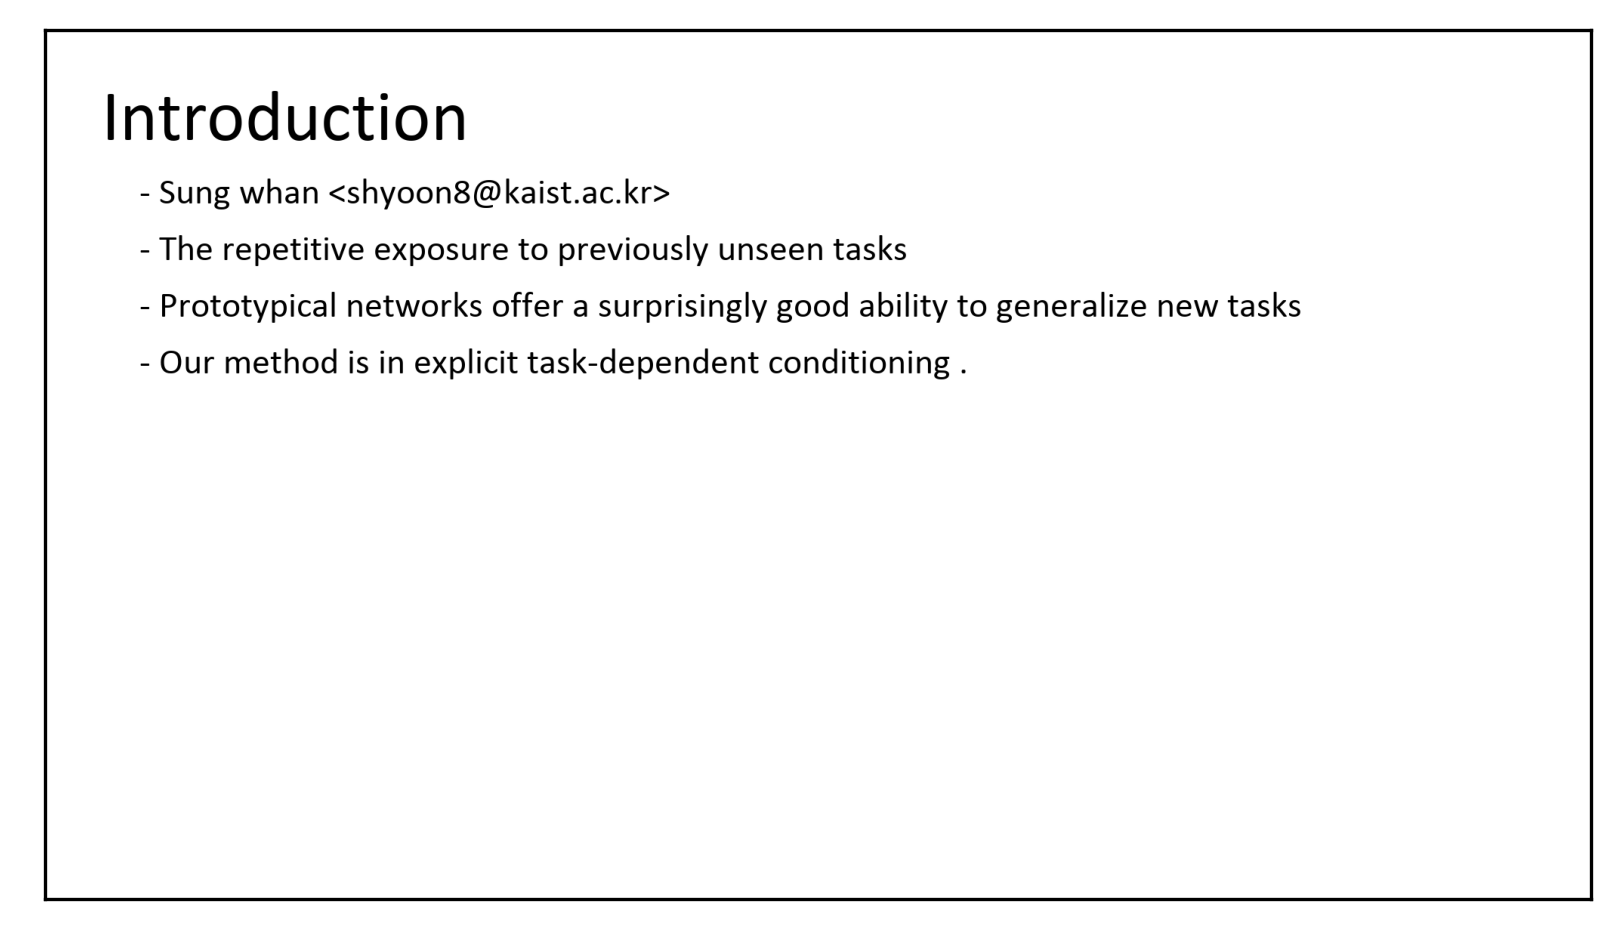 Introduction
- Sung whan <shyoon8@kaist.ac.kr>
- The repetitive exposure to previously unseen tasks
- Prototypical networks offer a surprisingly good ability to generalize new tasks
- Our method is in explicit task-dependent conditioning .